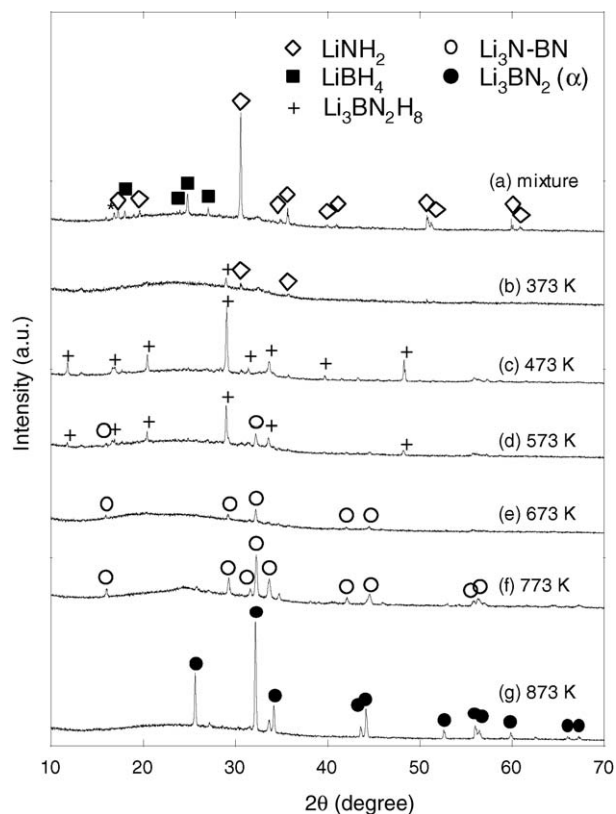 LiNH₂
Li₃N-BN
LiBH₄
Li₃BN₂ (α)
Li₃BN₂H₈
(a) mixture
*
(b) 373 K
(c) 473 K
(d) 573 K
(e) 673 K
(f) 773 K
(g) 873 K
Intensity (a.u.)
10 20 30 40 50 60 70
2θ (degree)